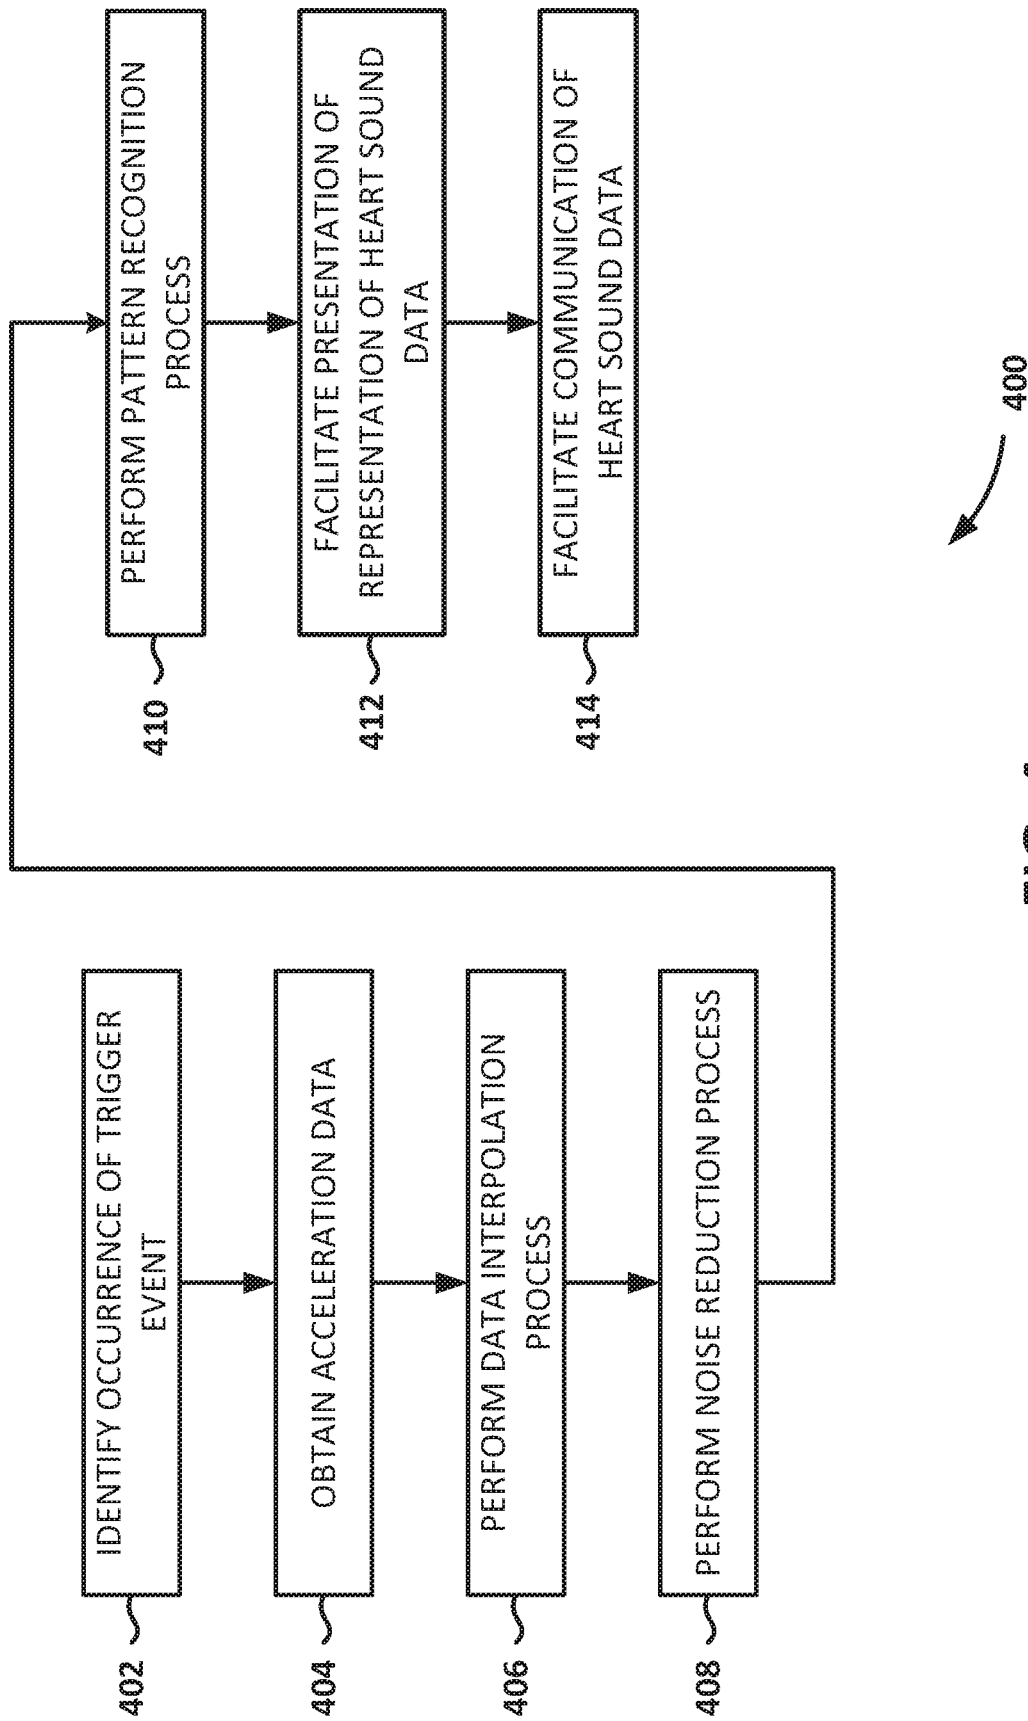 402
IDENTIFY OCCURRENCE OF TRIGGER
EVENT
404
OBTAIN ACCELERATION DATA
406
PERFORM DATA INTERPOLATION
PROCESS
408
PERFORM NOISE REDUCTION PROCESS
410
PERFORM PATTERN RECOGNITION
PROCESS
412
FACILITATE PRESENTATION OF
REPRESENTATION OF HEART SOUND
DATA
414
FACILITATE COMMUNICATION OF
HEART SOUND DATA
400